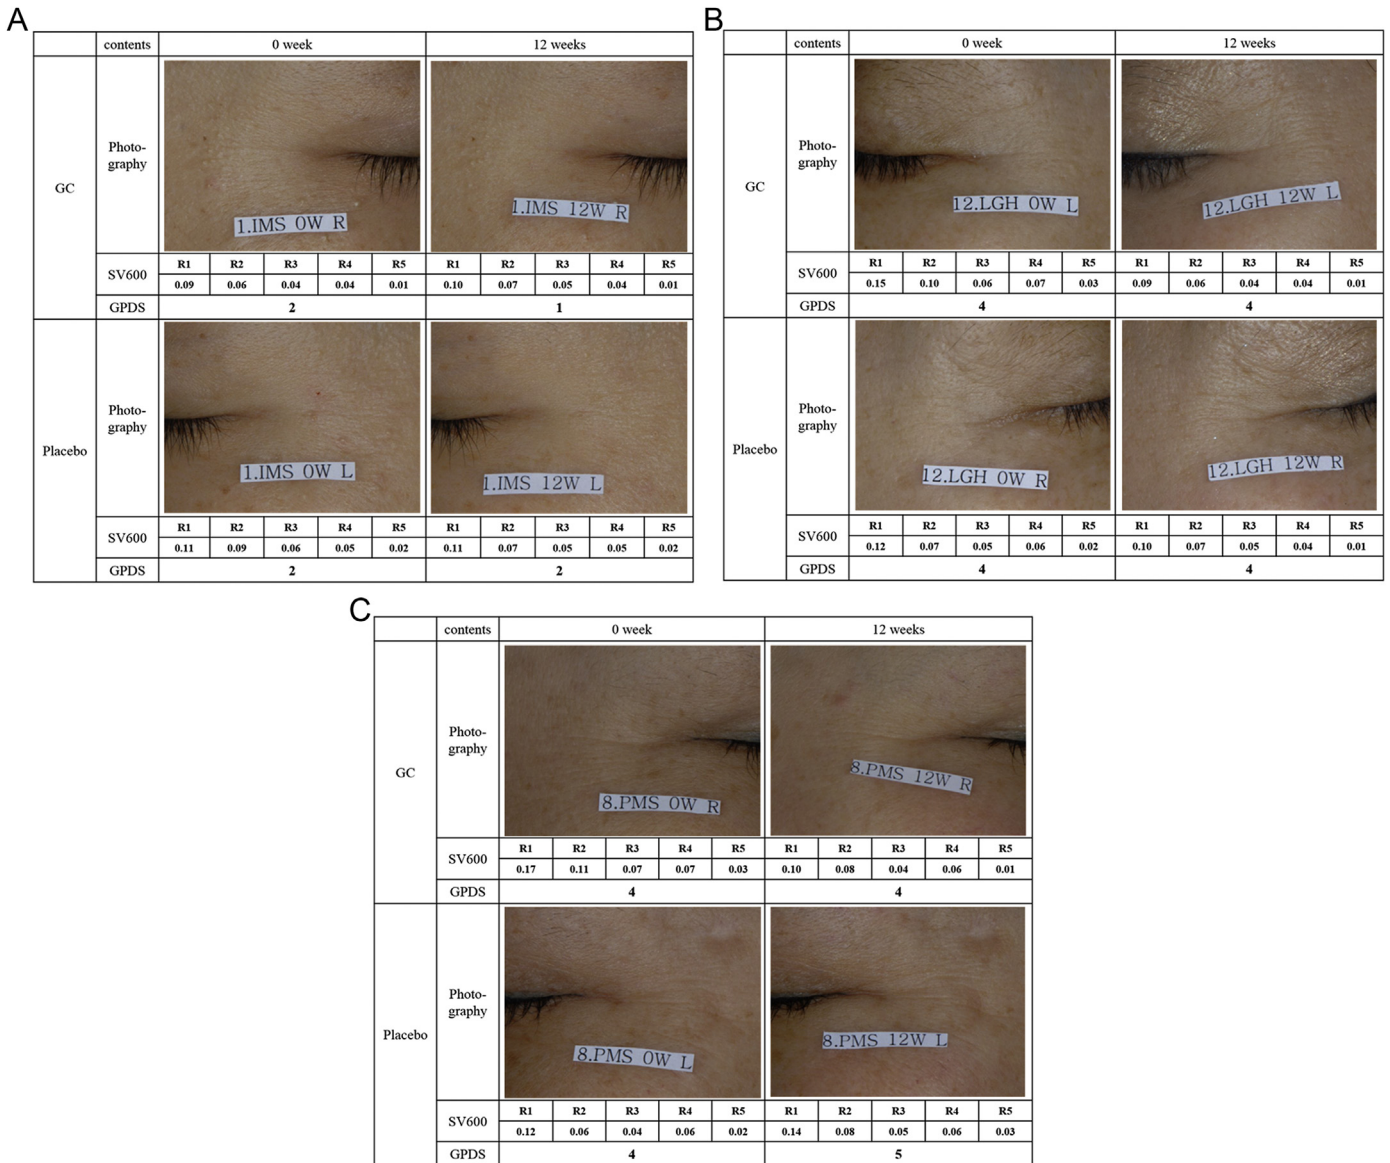 A
contents 0 week 12 weeks
GC
Photo-
graphy
1.IMS 0W R
1.IMS 12W R
SV600
R1 R2 R3 R4 R5 R1 R2 R3 R4 R5
0.09 0.06 0.04 0.04 0.01 0.10 0.07 0.05 0.04 0.01
GPDS 2 1
Placebo
Photo-
graphy
1.IMS 0W L
1.IMS 12W L
SV600
R1 R2 R3 R4 R5 R1 R2 R3 R4 R5
0.11 0.09 0.06 0.05 0.02 0.11 0.07 0.05 0.05 0.02
GPDS 2 2
B
contents 0 week 12 weeks
GC
Photo-
graphy
12.LGH 0W L
12.LGH 12W L
SV600
R1 R2 R3 R4 R5 R1 R2 R3 R4 R5
0.15 0.10 0.06 0.07 0.03 0.09 0.06 0.04 0.04 0.01
GPDS 4 4
Placebo
Photo-
graphy
12.LGH 0W R
12.LGH 12W R
SV600
R1 R2 R3 R4 R5 R1 R2 R3 R4 R5
0.12 0.07 0.05 0.06 0.02 0.10 0.07 0.05 0.04 0.01
GPDS 4 4
C
contents 0 week 12 weeks
GC
Photo-
graphy
8.PMS 0W R
8.PMS 12W R
SV600
R1 R2 R3 R4 R5 R1 R2 R3 R4 R5
0.17 0.11 0.07 0.07 0.03 0.10 0.08 0.04 0.06 0.01
GPDS 4 4
Placebo
Photo-
graphy
8.PMS 0W L
8.PMS 12W L
SV600
R1 R2 R3 R4 R5 R1 R2 R3 R4 R5
0.12 0.06 0.04 0.06 0.02 0.14 0.08 0.05 0.06 0.03
GPDS 4 5